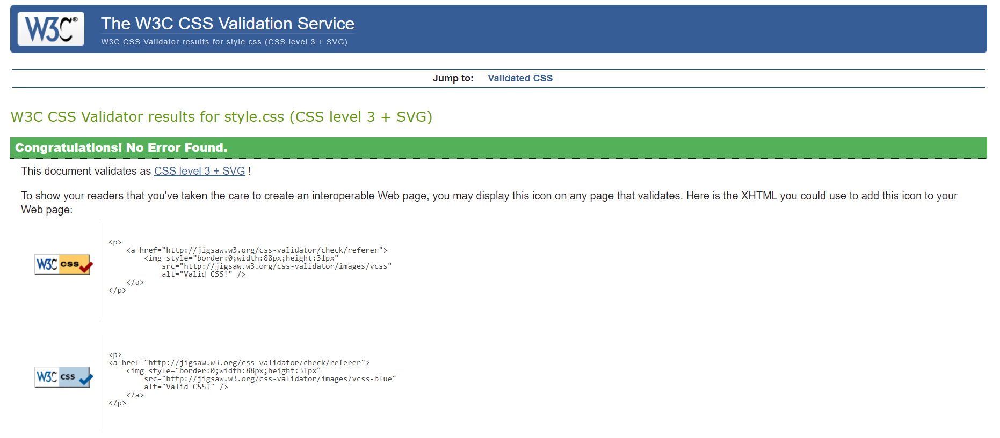 W3C®
The W3C CSS Validation Service
W3C CSS Validator results for style.css (CSS level 3 + SVG)
Jump to: Validated CSS
W3C CSS Validator results for style.css (CSS level 3 + SVG)
Congratulations! No Error Found.
This document validates as CSS level 3 + SVG !
To show your readers that you've taken the care to create an interoperable Web page, you may display this icon on any page that validates. Here is the XHTML you could use to add this icon to your
Web page:
W3C css
<p>
    <a href="http://jigsaw.w3.org/css-validator/check/referer">
        <img style="border:0;width:88px;height:31px"
            src="http://jigsaw.w3.org/css-validator/images/vcss"
            alt="Valid CSS!" />
    </a>
</p>
W3C css
<p>
<a href="http://jigsaw.w3.org/css-validator/check/referer">
    <img style="border:0;width:88px;height:31px"
        src="http://jigsaw.w3.org/css-validator/images/vcss-blue"
        alt="Valid CSS!" />
    </a>
</p>